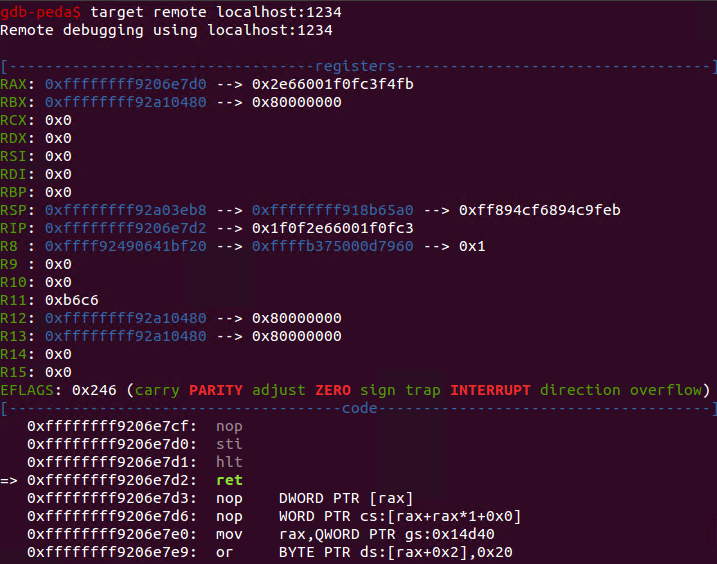 gdb-peda$ target remote localhost:1234
Remote debugging using localhost:1234
[----------------------------------registers-----------------------------------]
RAX: 0xffffffff9206e7d0 --> 0x2e66001f0fc3f4fb
RBX: 0xffffffff92a10480 --> 0x80000000
RCX: 0x0
RDX: 0x0
RSI: 0x0
RDI: 0x0
RBP: 0x0
RSP: 0xffffffff92a03eb8 --> 0xffffffff918b65a0 --> 0xff894cf6894c9feb
RIP: 0xffffffff9206e7d2 --> 0x1f0f2e66001f0fc3
R8 : 0xffff92490641bf20 --> 0xffffb375000d7960 --> 0x1
R9 : 0x0
R10: 0x0
R11: 0xb6c6
R12: 0xffffffff92a10480 --> 0x80000000
R13: 0xffffffff92a10480 --> 0x80000000
R14: 0x0
R15: 0x0
EFLAGS: 0x246 (carry PARITY adjust ZERO sign trap INTERRUPT direction overflow)
[-------------------------------------code-------------------------------------]
   0xffffffff9206e7cf:	nop
   0xffffffff9206e7d0:	sti
   0xffffffff9206e7d1:	hlt
=> 0xffffffff9206e7d2:	ret
   0xffffffff9206e7d3:	nop    DWORD PTR [rax]
   0xffffffff9206e7d6:	nop    WORD PTR cs:[rax+rax*1+0x0]
   0xffffffff9206e7e0:	mov    rax,QWORD PTR gs:0x14d40
   0xffffffff9206e7e9:	or     BYTE PTR ds:[rax+0x2],0x20